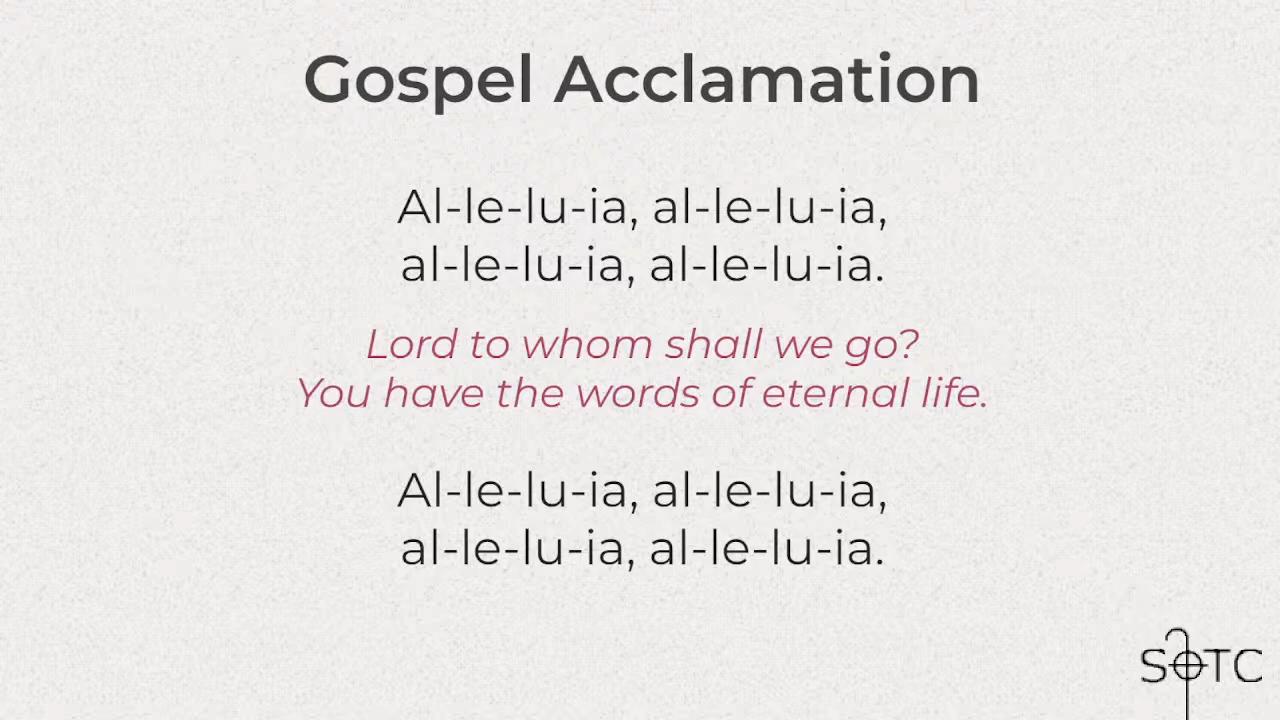 Gospel Acclamation
Al-le-lu-ia, al-le-lu-ia,
al-le-lu-ia, al-le-lu-ia.
Lord to whom shall we go?
You have the words of eternal life.
Al-le-lu-ia, al-le-lu-ia,
al-le-lu-ia, al-le-lu-ia.
SOTC